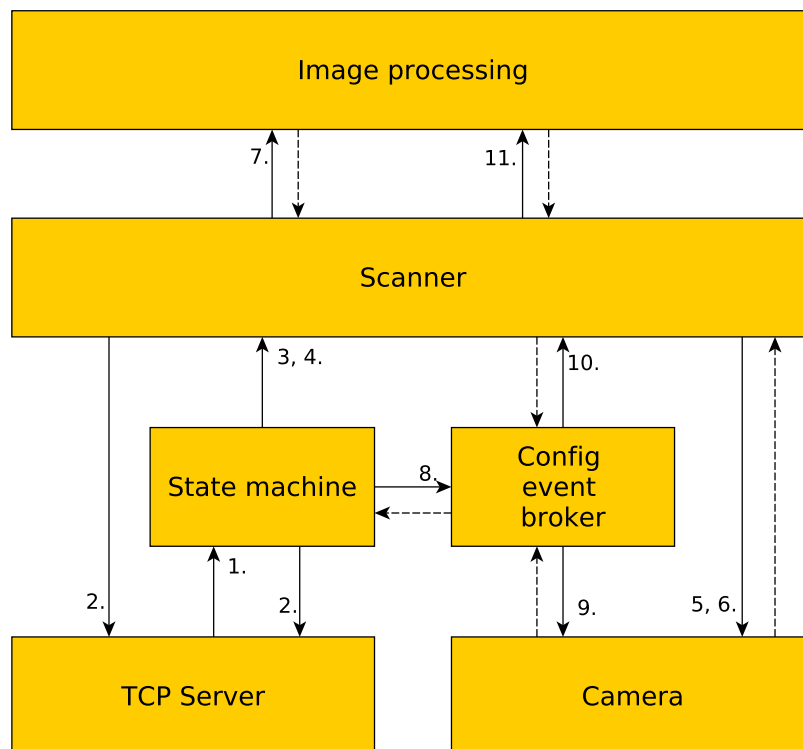 Image processing
7.
11.
Scanner
3, 4.
10.
State machine
8.
Config
event
broker
1.
2.
2.
9.
5, 6.
TCP Server
Camera